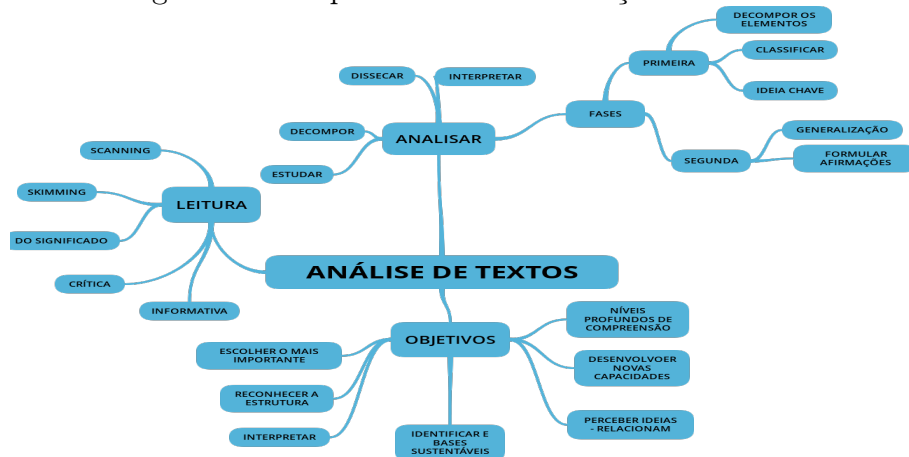 DECOMPOR OS
ELEMENTOS
CLASSIFICAR
PRIMEIRA
IDEIA CHAVE
DISSECAR
INTERPRETAR
FASES
DECOMPOR
ANALISAR
GENERALIZAÇÃO
SEGUNDA
FORMULAR
AFIRMAÇÕES
ESTUDAR
SCANNING
SKIMMING
LEITURA
DO SIGNIFICADO
CRÍTICA
INFORMATIVA
ANÁLISE DE TEXTOS
OBJETIVOS
NÍVEIS
PROFUNDOS DE
COMPREENSÃO
ESCOLHER O MAIS
IMPORTANTE
DESENVOLVOER
NOVAS
CAPACIDADES
RECONHECER A
ESTRUTURA
PERCEBER IDEIAS
- RELACIONAM
INTERPRETAR
IDENTIFICAR E
BASES
SUSTENTÁVEIS